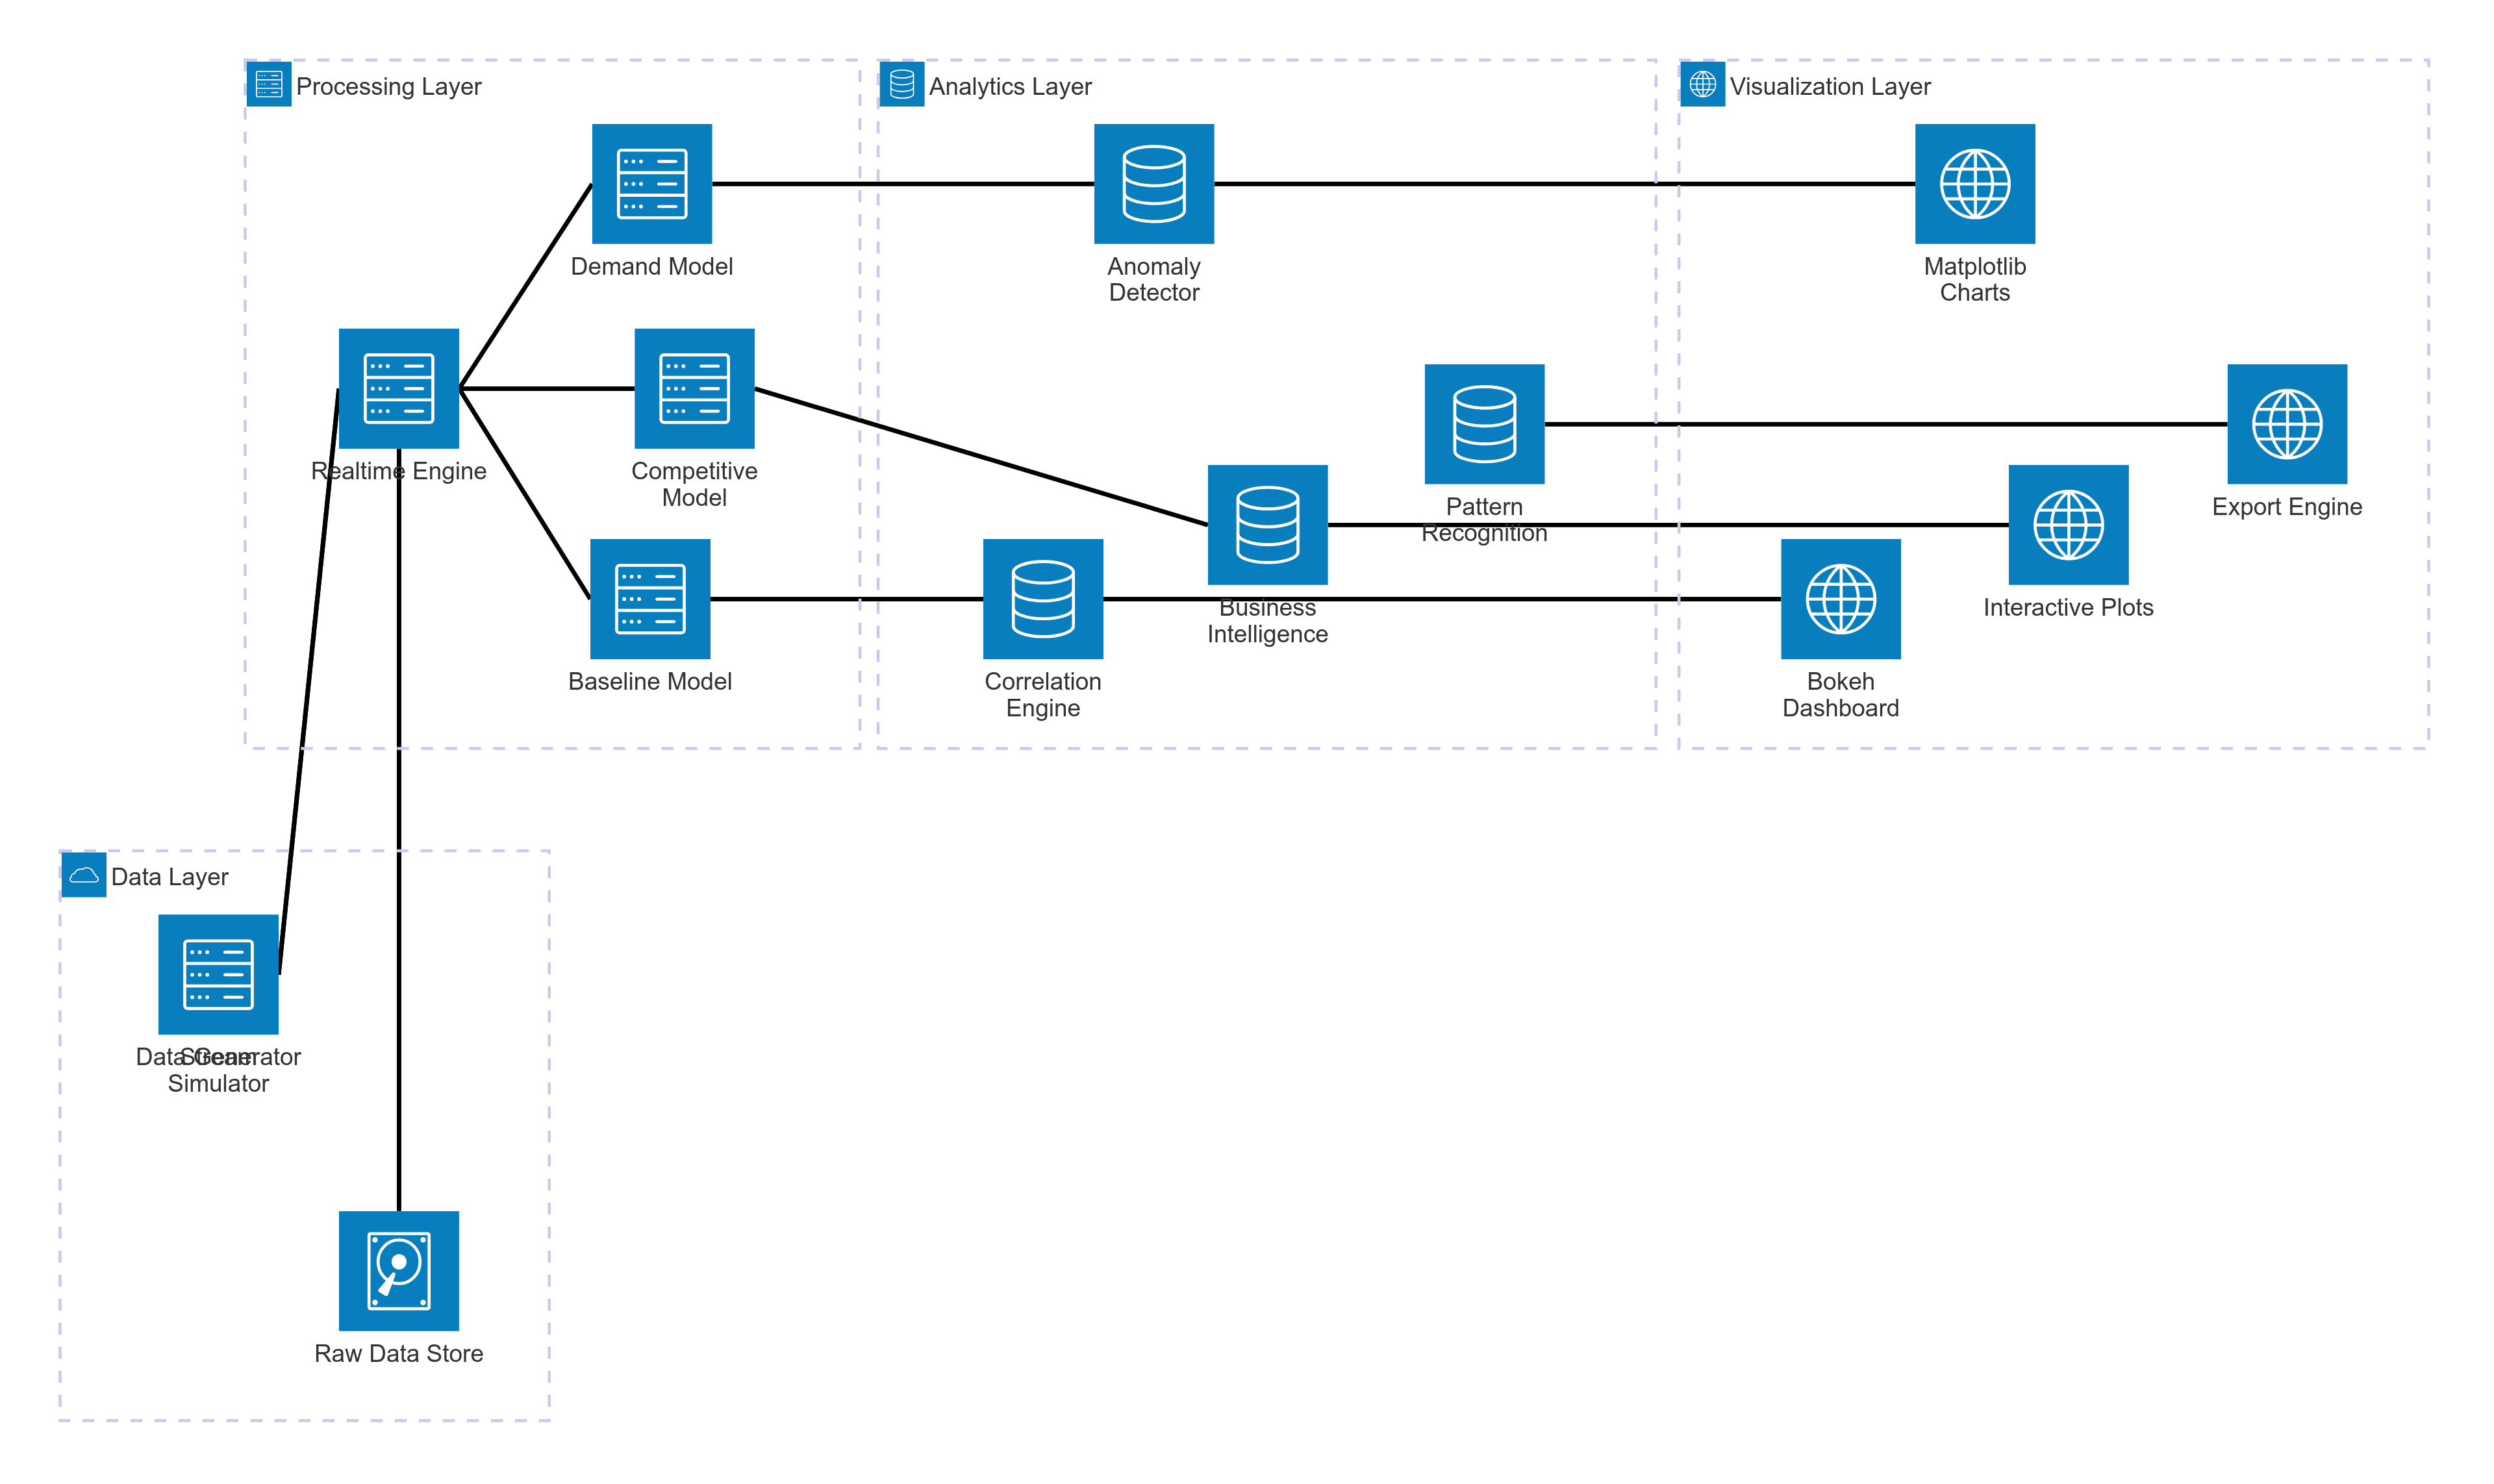 Processing Layer
Analytics Layer
Visualization Layer
Demand Model
Anomaly
Detector
Matplotlib
Charts
Realtime Engine
Competitive
Model
Pattern
Recognition
Export Engine
Business
Intelligence
Interactive Plots
Baseline Model
Correlation
Engine
Bokeh
Dashboard
Data Layer
Data Generator
Stream
Simulator
Raw Data Store